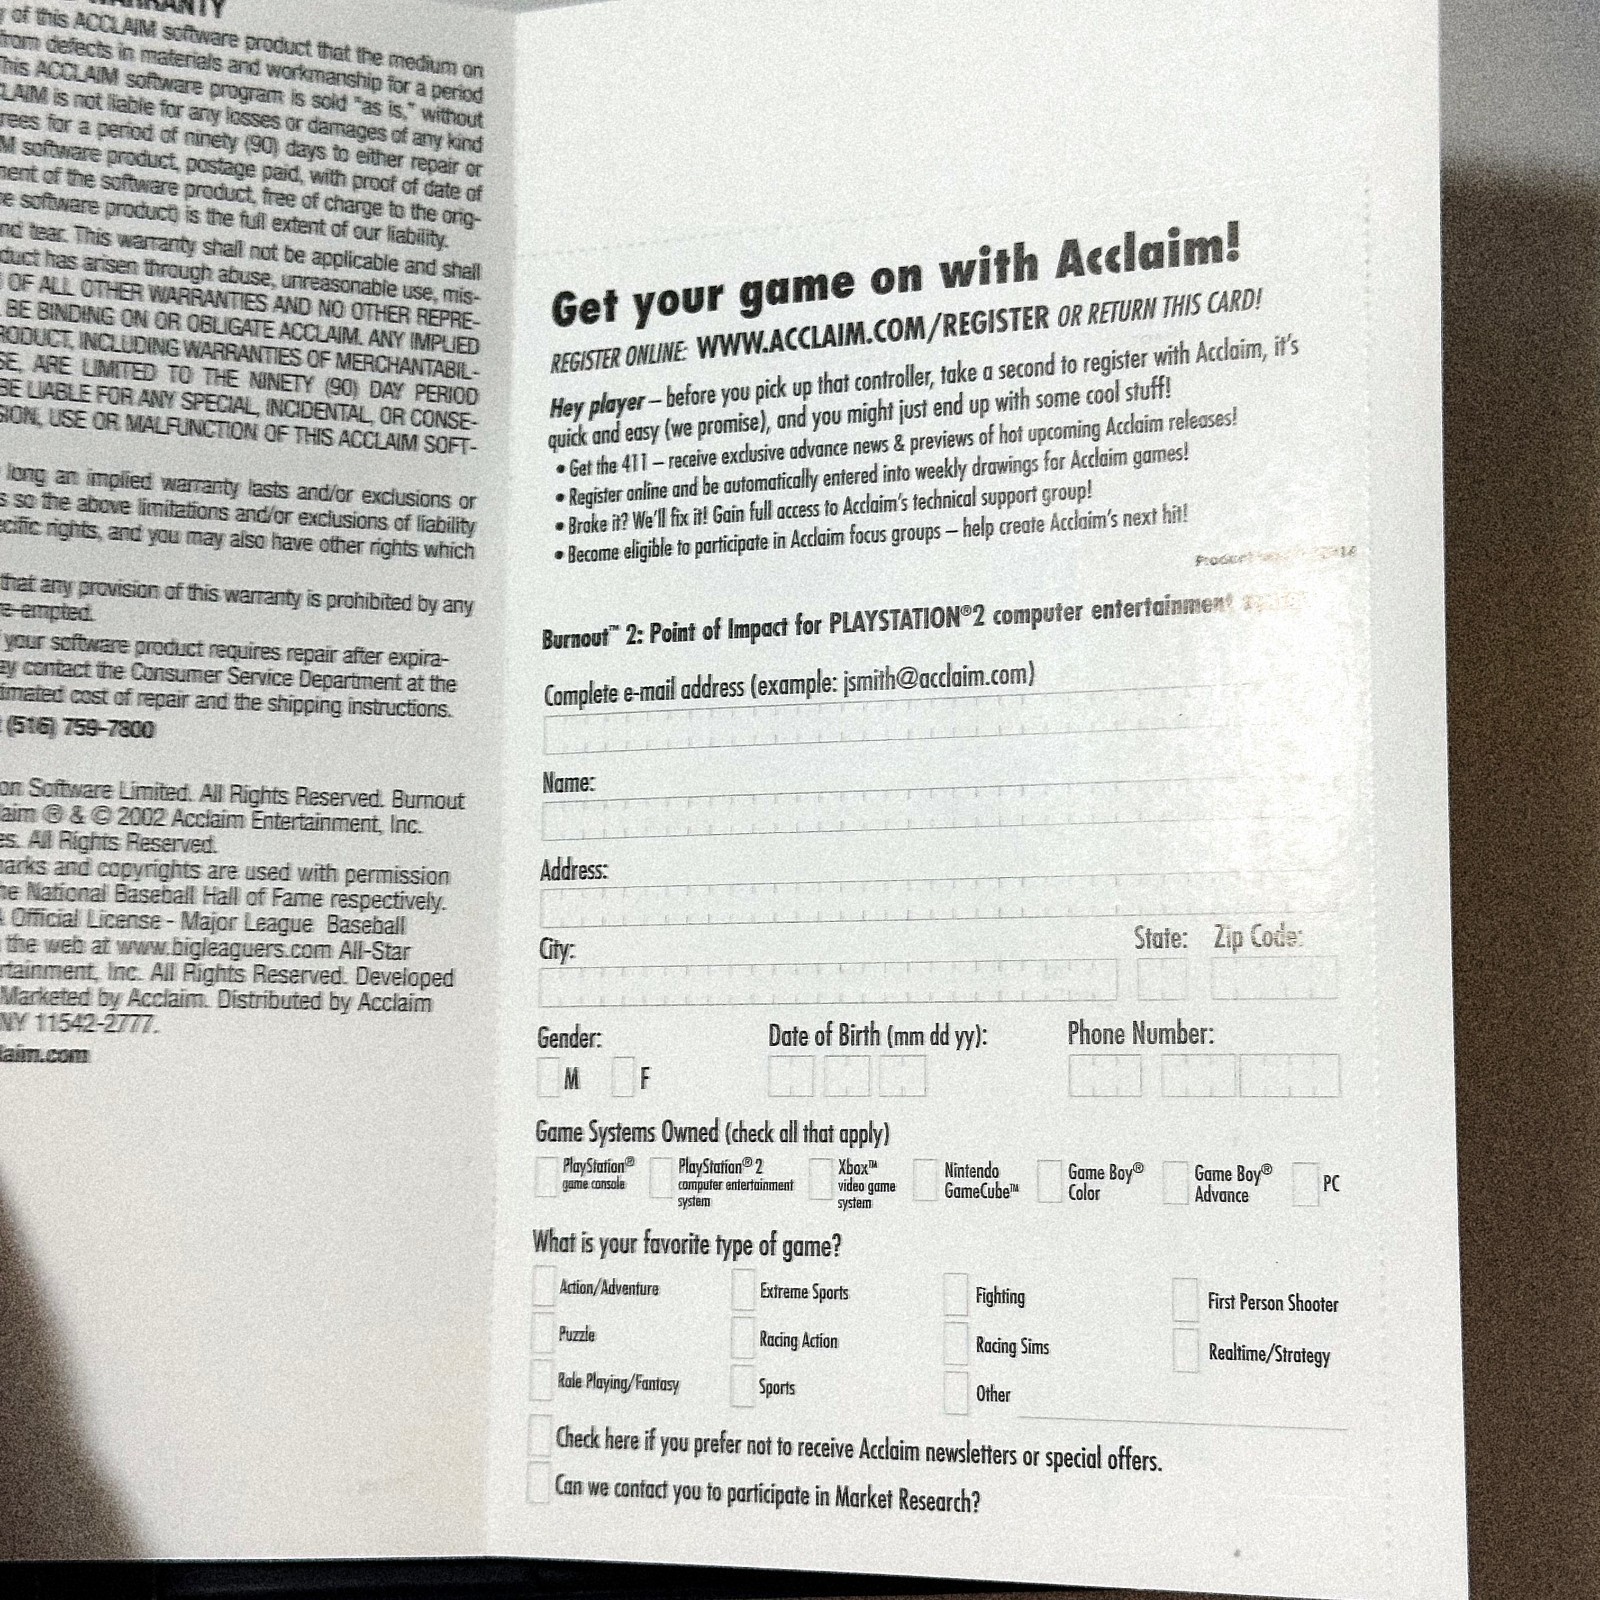 WARRANTY
of this ACCLAIM software product that the medium on
from defects in materials and workmanship for a period
This ACCLAIM software program is sold "as is," without
CLAIM is not liable for any losses or damages of any kind
rees for a period of ninety (90) days to either repair or
M software product, postage paid, with proof of date of
ment of the software product, free of charge to the orig-
e software product) is the full extent of our liability.
nd tear. This warranty shall not be applicable and shall
duct has arisen through abuse, unreasonable use, mis-
OF ALL OTHER WARRANTIES AND NO OTHER REPRE-
BE BINDING ON OR OBLIGATE ACCLAIM. ANY IMPLIED
RODUCT, INCLUDING WARRANTIES OF MERCHANTABIL-
SE, ARE LIMITED TO THE NINETY (90) DAY PERIOD
BE LIABLE FOR ANY SPECIAL, INCIDENTAL, OR CONSE-
SION, USE OR MALFUNCTION OF THIS ACCLAIM SOFT-
long an implied warranty lasts and/or exclusions or
s so the above limitations and/or exclusions of liability
ecific rights, and you may also have other rights which
that any provision of this warranty is prohibited by any
e-empted.
your software product requires repair after expira-
ay contact the Consumer Service Department at the
timated cost of repair and the shipping instructions.
(516) 759-7800
on Software Limited. All Rights Reserved. Burnout
laim ® & © 2002 Acclaim Entertainment, Inc.
es. All Rights Reserved.
marks and copyrights are used with permission
he National Baseball Hall of Fame respectively.
Official License - Major League Baseball
the web at www.bigleaguers.com All-Star
rtainment, Inc. All Rights Reserved. Developed
Marketed by Acclaim. Distributed by Acclaim
NY 11542-2777.
laim.com
Get your game on with Acclaim!
REGISTER ONLINE: WWW.ACCLAIM.COM/REGISTER OR RETURN THIS CARD!
Hey player – before you pick up that controller, take a second to register with Acclaim, it's
quick and easy (we promise), and you might just end up with some cool stuff!
• Get the 411 – receive exclusive advance news & previews of hot upcoming Acclaim releases!
• Register online and be automatically entered into weekly drawings for Acclaim games!
• Broke it? We'll fix it! Gain full access to Acclaim's technical support group!
• Become eligible to participate in Acclaim focus groups – help create Acclaim's next hit!
Product
Burnout™ 2: Point of Impact for PLAYSTATION®2 computer entertainment
Complete e-mail address (example: jsmith@acclaim.com)
Name:
Address:
City: State: Zip Code:
Gender: Date of Birth (mm dd yy): Phone Number:
M F
Game Systems Owned (check all that apply)
PlayStation® PlayStation® 2 Xbox™ Nintendo Game Boy® Game Boy® PC
game console computer entertainment video game GameCube™ Color Advance
system system
What is your favorite type of game?
Action/Adventure Extreme Sports Fighting First Person Shooter
Puzzle Racing Action Racing Sims Realtime/Strategy
Role Playing/Fantasy Sports Other
Check here if you prefer not to receive Acclaim newsletters or special offers.
Can we contact you to participate in Market Research?